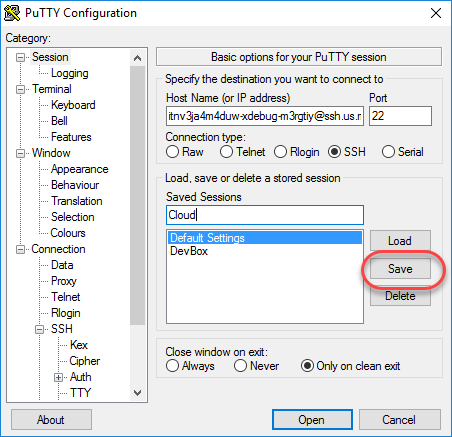 PuTTY Configuration
Category:
Session
Logging
Terminal
Keyboard
Bell
Features
Window
Appearance
Behaviour
Translation
Selection
Colours
Connection
Data
Proxy
Telnet
Rlogin
SSH
Kex
Cipher
Auth
TTY
Basic options for your PuTTY session
Specify the destination you want to connect to
Host Name (or IP address) Port
itnv3ja4m4duw-xdebug-m3rgtiy@ssh.us.r 22
Connection type:
Raw Telnet Rlogin SSH Serial
Load, save or delete a stored session
Saved Sessions
Cloud
Default Settings Load
DevBox
Save
Delete
Close window on exit:
Always Never Only on clean exit
About Open Cancel